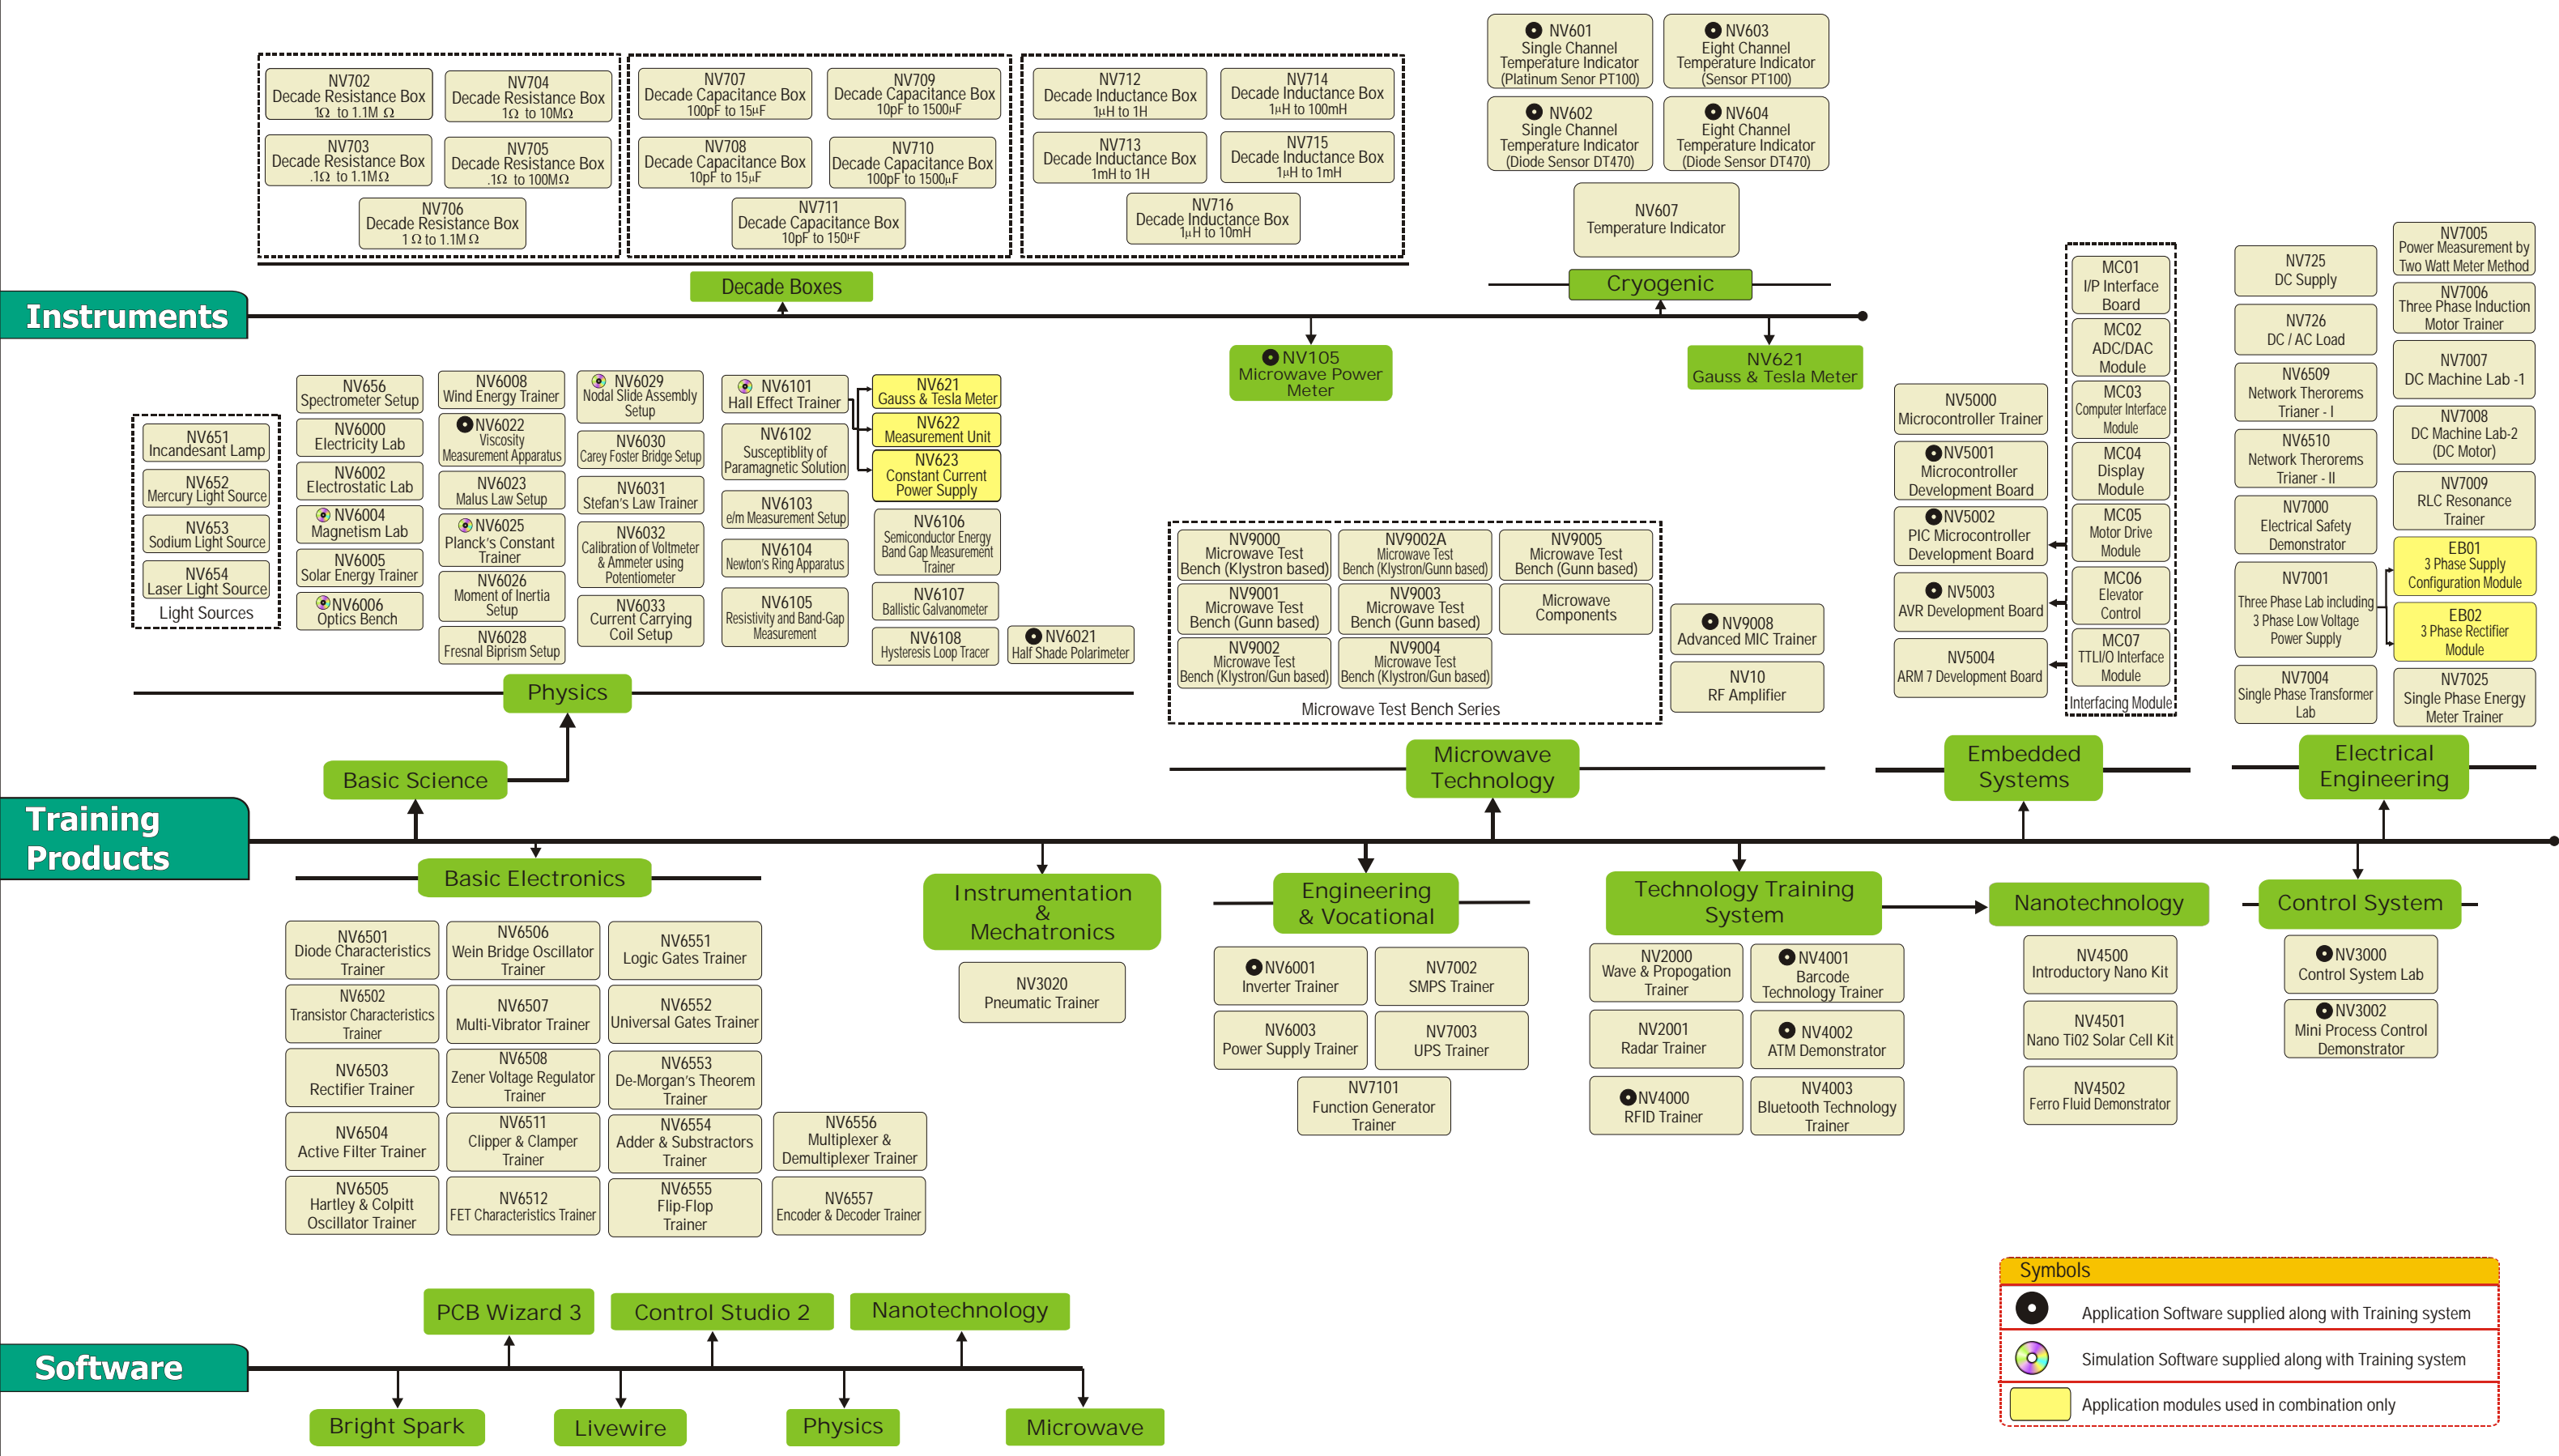 NV702
Decade Resistance Box
1Ω to 1.1M Ω
NV704
Decade Resistance Box
1Ω to 10MΩ
NV703
Decade Resistance Box
.1Ω to 1.1MΩ
NV705
Decade Resistance Box
.1Ω to 100MΩ
NV706
Decade Resistance Box
1 Ω to 1.1M Ω
NV707
Decade Capacitance Box
100pF to 15µF
NV709
Decade Capacitance Box
10pF to 1500µF
NV708
Decade Capacitance Box
10pF to 15µF
NV710
Decade Capacitance Box
100pF to 1500µF
NV711
Decade Capacitance Box
10pF to 150µF
NV712
Decade Inductance Box
1µH to 1H
NV714
Decade Inductance Box
1µH to 100mH
NV713
Decade Inductance Box
1mH to 1H
NV715
Decade Inductance Box
1µH to 1mH
NV716
Decade Inductance Box
1µH to 10mH
Decade Boxes
NV601
Single Channel
Temperature Indicator
(Platinum Senor PT100)
NV603
Eight Channel
Temperature Indicator
(Sensor PT100)
NV602
Single Channel
Temperature Indicator
(Diode Sensor DT470)
NV604
Eight Channel
Temperature Indicator
(Diode Sensor DT470)
NV607
Temperature Indicator
Cryogenic
Instruments
NV105
Microwave Power
Meter
NV621
Gauss & Tesla Meter
NV651
Incandesant Lamp
NV652
Mercury Light Source
NV653
Sodium Light Source
NV654
Laser Light Source
Light Sources
NV656
Spectrometer Setup
NV6000
Electricity Lab
NV6002
Electrostatic Lab
NV6004
Magnetism Lab
NV6005
Solar Energy Trainer
NV6006
Optics Bench
NV6008
Wind Energy Trainer
NV6022
Viscosity
Measurement Apparatus
NV6023
Malus Law Setup
NV6025
Planck's Constant
Trainer
NV6026
Moment of Inertia
Setup
NV6028
Fresnal Biprism Setup
NV6029
Nodal Slide Assembly
Setup
NV6030
Carey Foster Bridge Setup
NV6031
Stefan's Law Trainer
NV6032
Calibration of Voltmeter
& Ammeter using
Potentiometer
NV6033
Current Carrying
Coil Setup
NV6101
Hall Effect Trainer
NV6102
Susceptiblity of
Paramagnetic Solution
NV6103
e/m Measurement Setup
NV6104
Newton's Ring Apparatus
NV6105
Resistivity and Band-Gap
Measurement
NV621
Gauss & Tesla Meter
NV622
Measurement Unit
NV623
Constant Current
Power Supply
NV6106
Semiconductor Energy
Band Gap Measurement
Trainer
NV6107
Ballistic Galvanometer
NV6108
Hysteresis Loop Tracer
NV6021
Half Shade Polarimeter
Physics
Basic Science
NV9000
Microwave Test
Bench (Klystron based)
NV9002A
Microwave Test
Bench (Klystron/Gunn based)
NV9005
Microwave Test
Bench (Gunn based)
NV9001
Microwave Test
Bench (Gunn based)
NV9003
Microwave Test
Bench (Gunn based)
Microwave
Components
NV9002
Microwave Test
Bench (Klystron/Gun based)
NV9004
Microwave Test
Bench (Klystron/Gun based)
Microwave Test Bench Series
NV9008
Advanced MIC Trainer
NV10
RF Amplifier
Microwave
Technology
NV5000
Microcontroller Trainer
NV5001
Microcontroller
Development Board
NV5002
PIC Microcontroller
Development Board
NV5003
AVR Development Board
NV5004
ARM 7 Development Board
MC01
I/P Interface
Board
MC02
ADC/DAC
Module
MC03
Computer Interface
Module
MC04
Display
Module
MC05
Motor Drive
Module
MC06
Elevator
Control
MC07
TTLI/O Interface
Module
Interfacing Module
Embedded
Systems
NV725
DC Supply
NV726
DC / AC Load
NV6509
Network Therorems
Trianer - I
NV6510
Network Therorems
Trianer - II
NV7000
Electrical Safety
Demonstrator
NV7001
Three Phase Lab including
3 Phase Low Voltage
Power Supply
NV7004
Single Phase Transformer
Lab
NV7005
Power Measurement by
Two Watt Meter Method
NV7006
Three Phase Induction
Motor Trainer
NV7007
DC Machine Lab -1
NV7008
DC Machine Lab-2
(DC Motor)
NV7009
RLC Resonance
Trainer
EB01
3 Phase Supply
Configuration Module
EB02
3 Phase Rectifier
Module
NV7025
Single Phase Energy
Meter Trainer
Electrical
Engineering
Training
Products
Basic Electronics
NV6501
Diode Characteristics
Trainer
NV6502
Transistor Characteristics
Trainer
NV6503
Rectifier Trainer
NV6504
Active Filter Trainer
NV6505
Hartley & Colpitt
Oscillator Trainer
NV6506
Wein Bridge Oscillator
Trainer
NV6507
Multi-Vibrator Trainer
NV6508
Zener Voltage Regulator
Trainer
NV6511
Clipper & Clamper
Trainer
NV6512
FET Characteristics Trainer
NV6551
Logic Gates Trainer
NV6552
Universal Gates Trainer
NV6553
De-Morgan's Theorem
Trainer
NV6554
Adder & Substractors
Trainer
NV6555
Flip-Flop
Trainer
NV6556
Multiplexer &
Demultiplexer Trainer
NV6557
Encoder & Decoder Trainer
Instrumentation
&
Mechatronics
NV3020
Pneumatic Trainer
Engineering
& Vocational
NV6001
Inverter Trainer
NV7002
SMPS Trainer
NV6003
Power Supply Trainer
NV7003
UPS Trainer
NV7101
Function Generator
Trainer
Technology Training
System
NV2000
Wave & Propogation
Trainer
NV4001
Barcode
Technology Trainer
NV2001
Radar Trainer
NV4002
ATM Demonstrator
NV4000
RFID Trainer
NV4003
Bluetooth Technology
Trainer
Nanotechnology
NV4500
Introductory Nano Kit
NV4501
Nano Ti02 Solar Cell Kit
NV4502
Ferro Fluid Demonstrator
Control System
NV3000
Control System Lab
NV3002
Mini Process Control
Demonstrator
PCB Wizard 3
Control Studio 2
Nanotechnology
Software
Bright Spark
Livewire
Physics
Microwave
Symbols
Application Software supplied along with Training system
Simulation Software supplied along with Training system
Application modules used in combination only